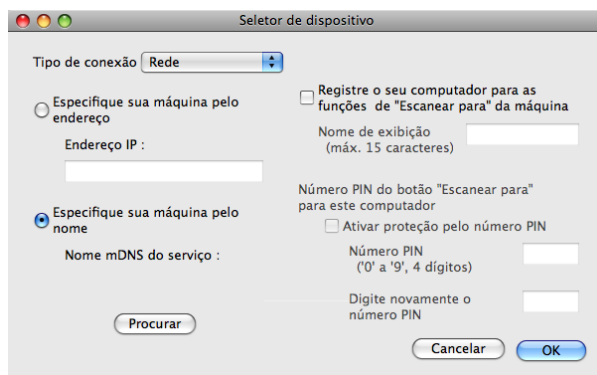 Seletor de dispositivo
Tipo de conexão Rede
Especifique sua máquina pelo
endereço
Endereço IP :
Especifique sua máquina pelo
nome
Nome mDNS do serviço :
Procurar
Registre o seu computador para as
funções de "Escanear para" da máquina
Nome de exibição
(máx. 15 caracteres)
Número PIN do botão "Escanear para"
para este computador
Ativar proteção pelo número PIN
Número PIN
('0' a '9', 4 dígitos)
Digite novamente o
número PIN
Cancelar OK